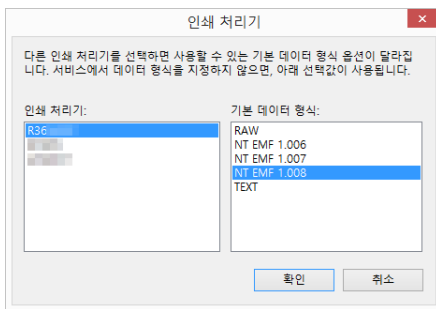 인쇄 처리기
다른 인쇄 처리기를 선택하면 사용할 수 있는 기본 데이터 형식 옵션이 달라집
니다. 서비스에서 데이터 형식을 지정하지 않으면, 아래 선택값이 사용됩니다.
인쇄 처리기:
R36
기본 데이터 형식:
RAW
NT EMF 1.006
NT EMF 1.007
NT EMF 1.008
TEXT
확인
취소